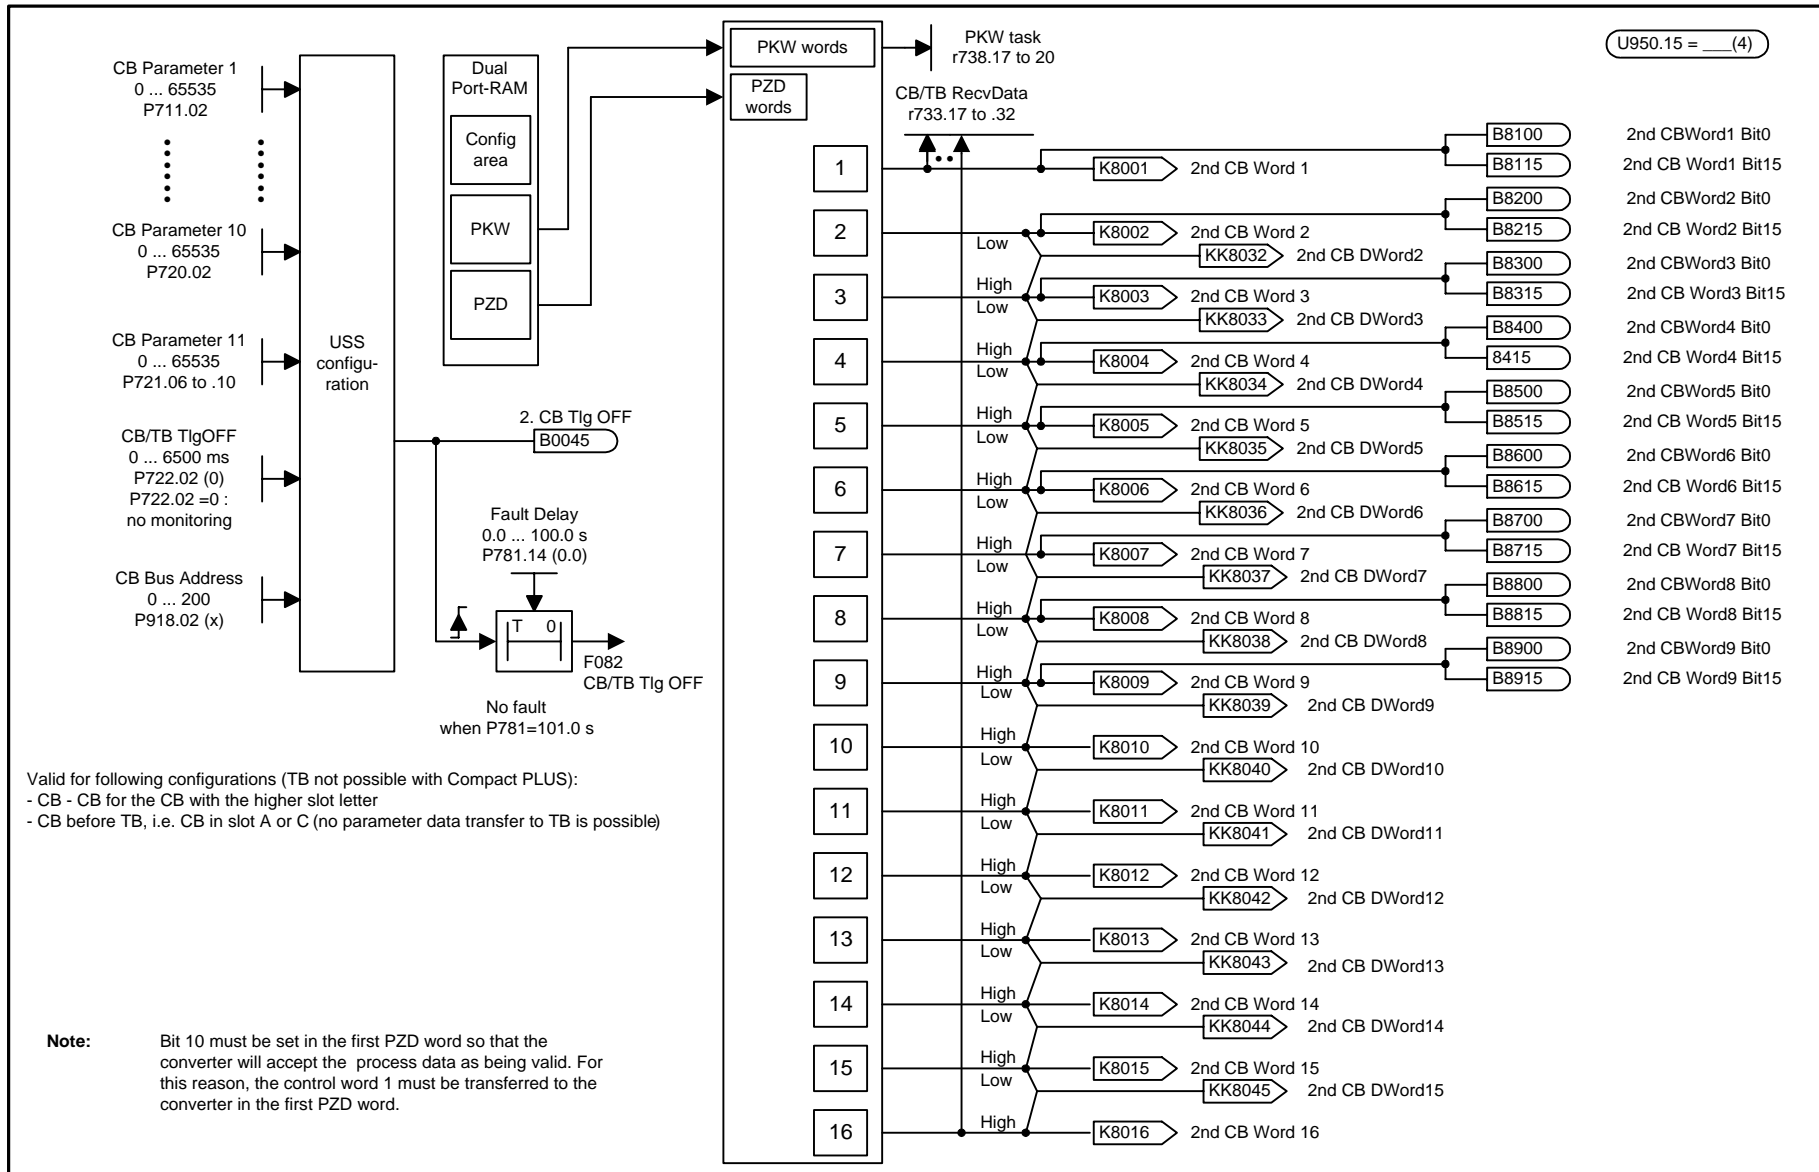 U950.15 = ___(4)
CB Parameter 1
0 ... 65535
P711.02
CB Parameter 10
0 ... 65535
P720.02
CB Parameter 11
0 ... 65535
P721.06 to .10
CB/TB TlgOFF
0 ... 6500 ms
P722.02 (0)
P722.02 =0 :
no monitoring
CB Bus Address
0 ... 200
P918.02 (x)
USS
configu-
ration
Dual
Port-RAM
Config
area
PKW
PZD
2. CB Tlg OFF
B0045
Fault Delay
0.0 ... 100.0 s
P781.14 (0.0)
T 0
F082
CB/TB Tlg OFF
No fault
when P781=101.0 s
Valid for following configurations (TB not possible with Compact PLUS):
- CB - CB for the CB with the higher slot letter
- CB before TB, i.e. CB in slot A or C (no parameter data transfer to TB is possible)
Note:
Bit 10 must be set in the first PZD word so that the
converter will accept the process data as being valid. For
this reason, the control word 1 must be transferred to the
converter in the first PZD word.
PKW words
PZD
words
PKW task
r738.17 to 20
CB/TB RecvData
r733.17 to .32
1
K8001 2nd CB Word 1
B8100 2nd CBWord1 Bit0
B8115 2nd CB Word1 Bit15
2
Low
K8002 2nd CB Word 2
KK8032 2nd CB DWord2
B8200 2nd CBWord2 Bit0
B8215 2nd CB Word2 Bit15
3
High
Low
K8003 2nd CB Word 3
KK8033 2nd CB DWord3
B8300 2nd CBWord3 Bit0
B8315 2nd CB Word3 Bit15
4
High
Low
K8004 2nd CB Word 4
KK8034 2nd CB DWord4
B8400 2nd CBWord4 Bit0
8415 2nd CB Word4 Bit15
5
High
Low
K8005 2nd CB Word 5
KK8035 2nd CB DWord5
B8500 2nd CBWord5 Bit0
B8515 2nd CB Word5 Bit15
6
High
Low
K8006 2nd CB Word 6
KK8036 2nd CB DWord6
B8600 2nd CBWord6 Bit0
B8615 2nd CB Word6 Bit15
7
High
Low
K8007 2nd CB Word 7
KK8037 2nd CB DWord7
B8700 2nd CBWord7 Bit0
B8715 2nd CB Word7 Bit15
8
High
Low
K8008 2nd CB Word 8
KK8038 2nd CB DWord8
B8800 2nd CBWord8 Bit0
B8815 2nd CB Word8 Bit15
9
High
Low
K8009 2nd CB Word 9
KK8039 2nd CB DWord9
B8900 2nd CBWord9 Bit0
B8915 2nd CB Word9 Bit15
10
High
Low
K8010 2nd CB Word 10
KK8040 2nd CB DWord10
11
High
Low
K8011 2nd CB Word 11
KK8041 2nd CB DWord11
12
High
Low
K8012 2nd CB Word 12
KK8042 2nd CB DWord12
13
High
Low
K8013 2nd CB Word 13
KK8043 2nd CB DWord13
14
High
Low
K8014 2nd CB Word 14
KK8044 2nd CB DWord14
15
High
Low
K8015 2nd CB Word 15
KK8045 2nd CB DWord15
16
High
K8016 2nd CB Word 16